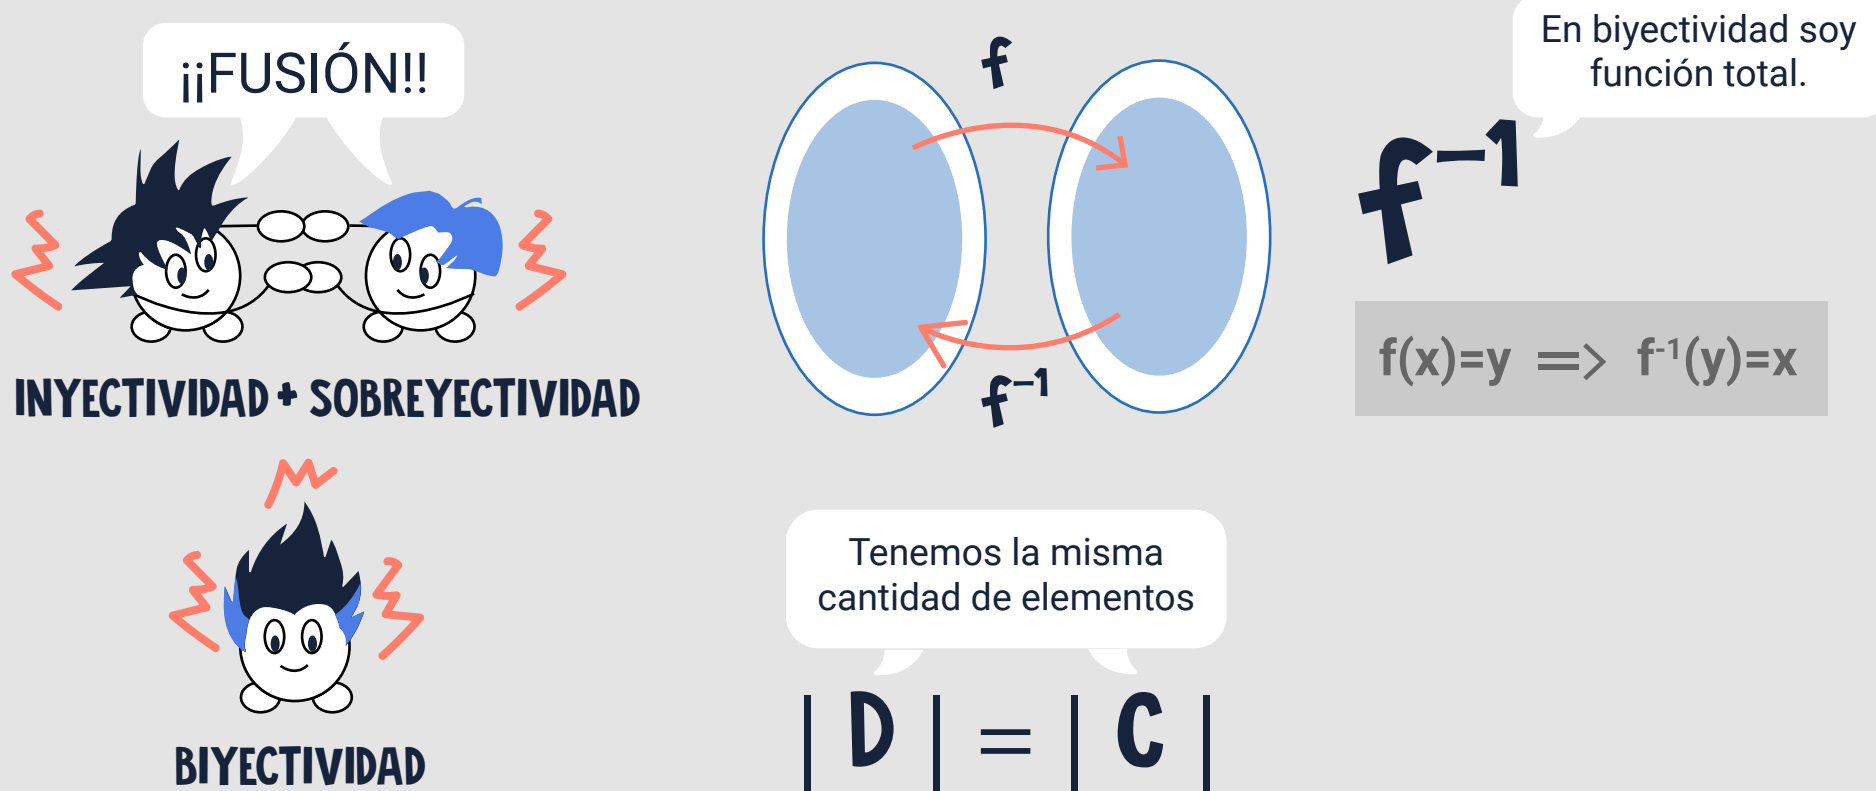 ¡¡FUSIÓN!!
INYECTIVIDAD + SOBREYECTIVIDAD
BIYECTIVIDAD
f
f⁻¹
Tenemos la misma
cantidad de elementos
| D | = | C |
En biyectividad soy
función total.
f⁻¹
f(x)=y => f⁻¹(y)=x